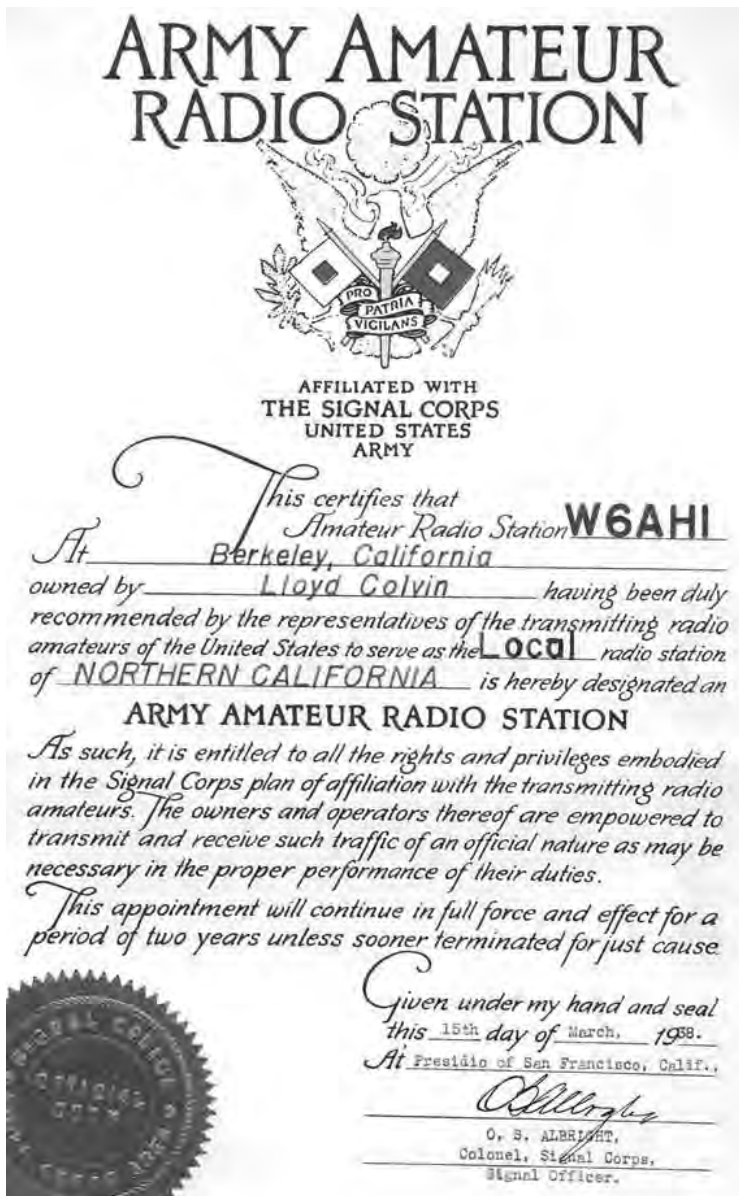 ARMY AMATEUR
RADIO STATION
PRO
PATRIA
VIGILANS
AFFILIATED WITH
THE SIGNAL CORPS
UNITED STATES
ARMY
This certifies that
Amateur Radio Station W6AHI
At Berkeley, California
owned by Lloyd Colvin having been duly
recommended by the representatives of the transmitting radio
amateurs of the United States to serve as the Local radio station
of NORTHERN CALIFORNIA is hereby designated an
ARMY AMATEUR RADIO STATION
As such, it is entitled to all the rights and privileges embodied
in the Signal Corps plan of affiliation with the transmitting radio
amateurs. The owners and operators thereof are empowered to
transmit and receive such traffic of an official nature as may be
necessary in the proper performance of their duties.
This appointment will continue in full force and effect for a
period of two years unless sooner terminated for just cause.
Given under my hand and seal
this 15th day of March, 1938.
At Presidio of San Francisco, Calif.,
O. S. ALBRIGHT,
Colonel, Signal Corps,
Signal Officer.